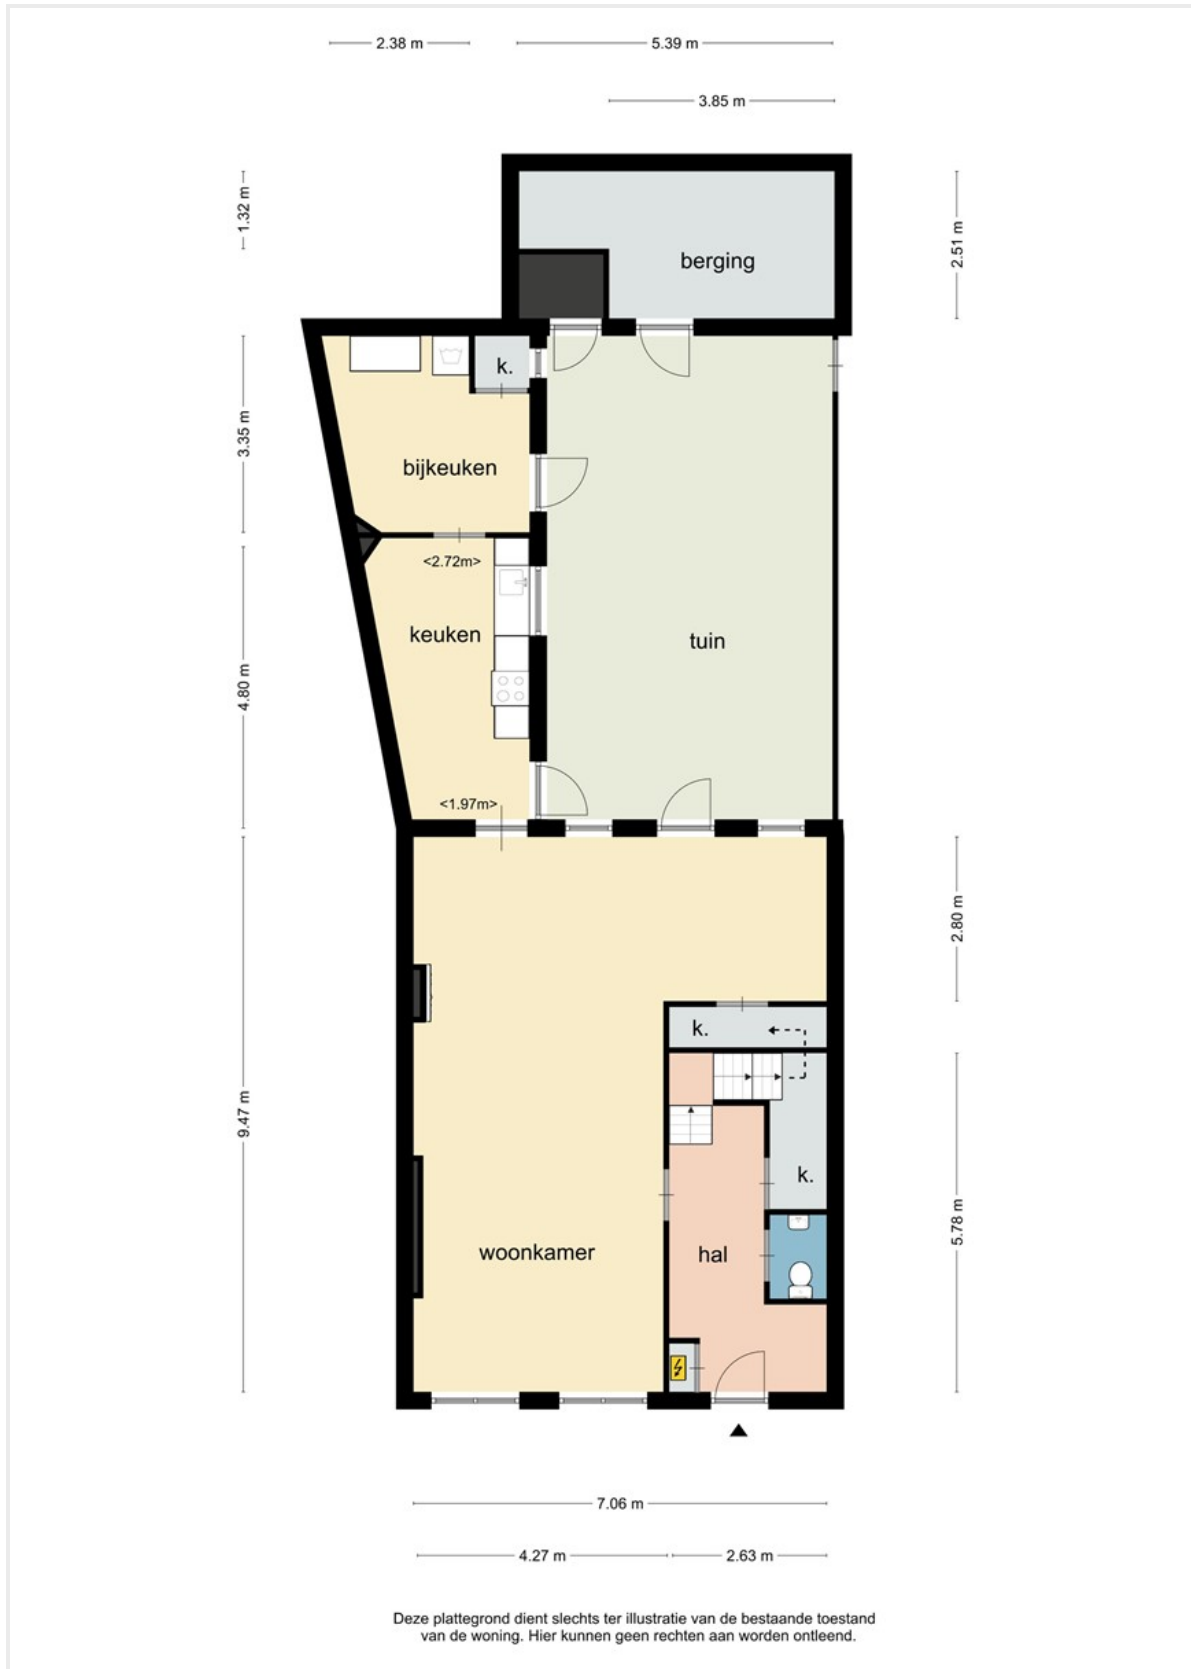 2.38 m
5.39 m
3.85 m
1.32 m
2.51 m
berging
k.
3.35 m
bijkeuken
<2.72m>
keuken
tuin
4.80 m
<1.97m>
2.80 m
k.
9.47 m
k.
5.78 m
woonkamer
hal
7.06 m
4.27 m
2.63 m
Deze plattegrond dient slechts ter illustratie van de bestaande toestand
van de woning. Hier kunnen geen rechten aan worden ontleend.